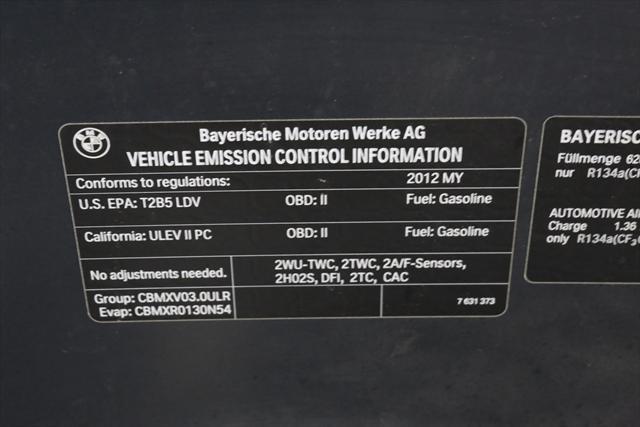 BMW
Bayerische Motoren Werke AG
VEHICLE EMISSION CONTROL INFORMATION
Conforms to regulations: 2012 MY
U.S. EPA: T2B5 LDV OBD: II Fuel: Gasoline
California: ULEV II PC OBD: II Fuel: Gasoline
No adjustments needed. 2WU-TWC, 2TWC, 2A/F-Sensors,
2HO2S, DFI, 2TC, CAC
Group: CBMXV03.0ULR
Evap: CBMXR0130N54 7 631 373
BAYERISC
Füllmenge 62
nur R134a(CF
AUTOMOTIVE AI
Charge 1.36
only R134a(CF₃